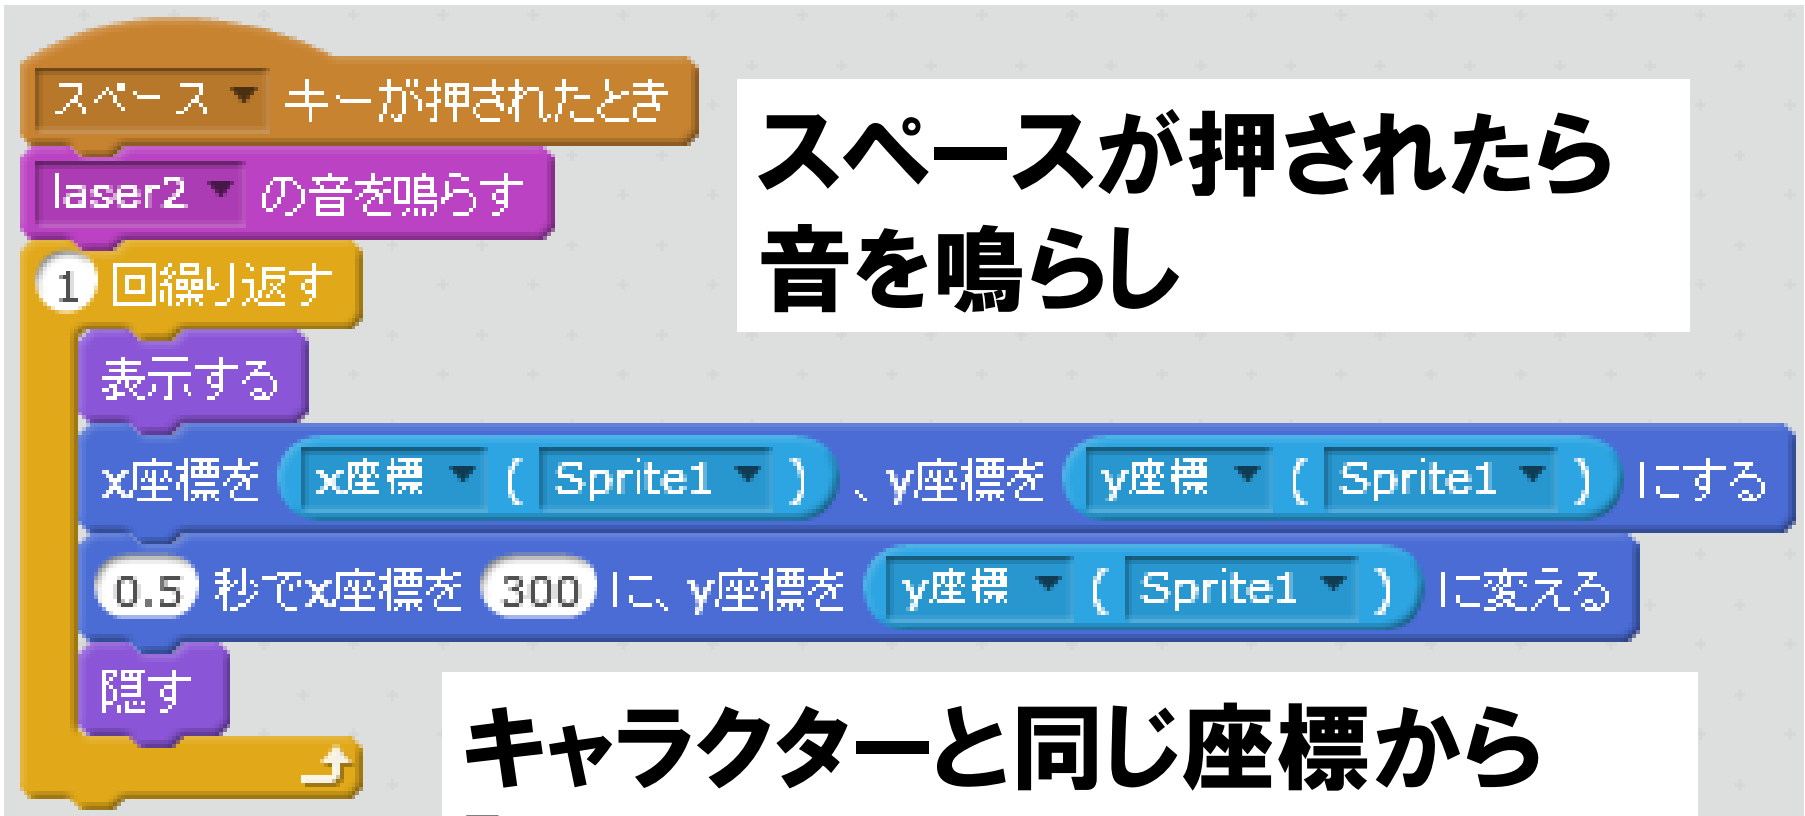 スペース キーが押されたとき
laser2 の音を鳴らす
スペースが押されたら
音を鳴らし
1 回繰り返す
表示する
x座標を x座標 ( Sprite1 ) 、y座標を y座標 ( Sprite1 ) にする
0.5 秒でx座標を 300 に、y座標を y座標 ( Sprite1 ) に変える
隠す
キャラクターと同じ座標から